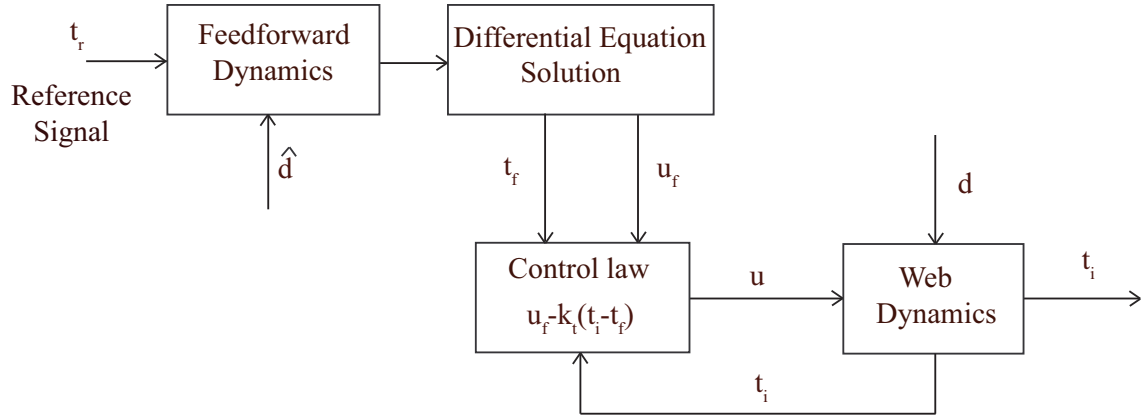 t_r
Reference
Signal
Feedforward
Dynamics
d̂
Differential Equation
Solution
t_f
u_f
Control law
u_f-k_t(t_i-t_f)
u
d
Web
Dynamics
t_i
t_i